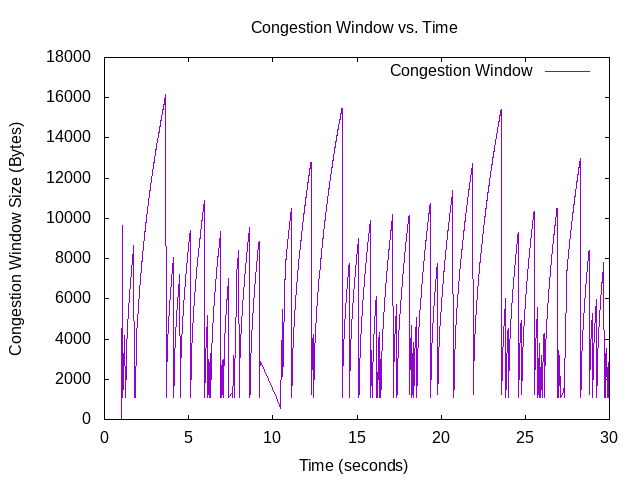 Congestion Window vs. Time
Congestion Window
Congestion Window Size (Bytes)
18000
16000
14000
12000
10000
8000
6000
4000
2000
0
0 5 10 15 20 25 30
Time (seconds)